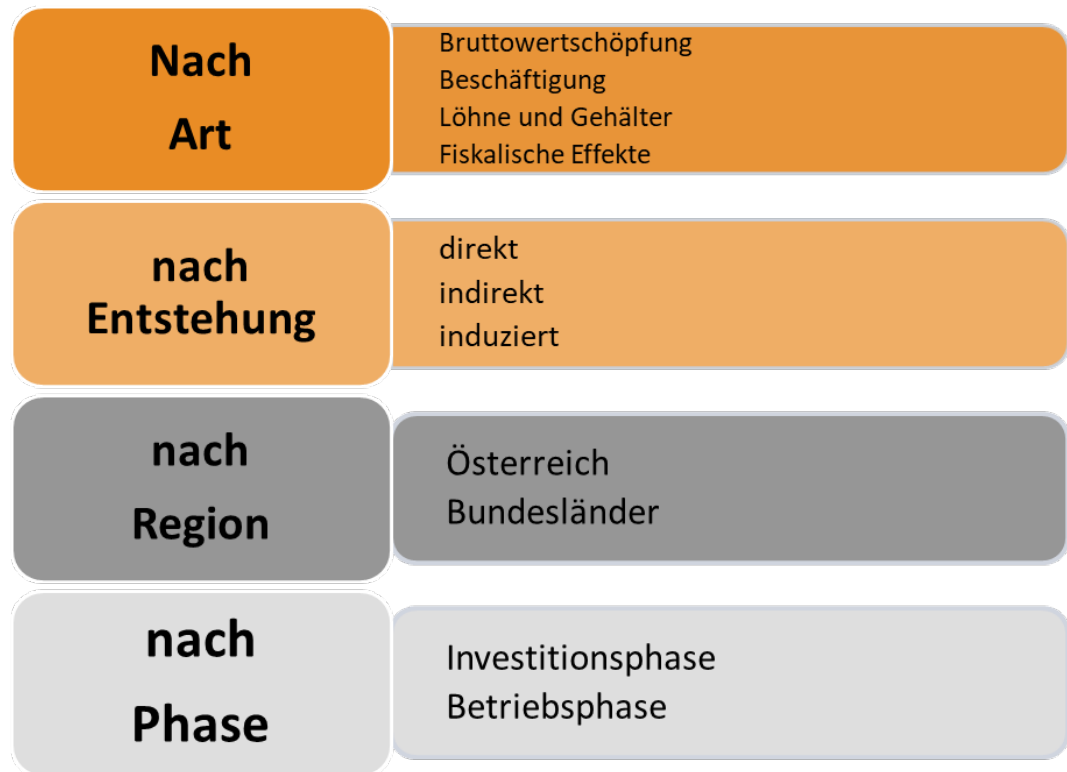 Nach
Art
Bruttowertschöpfung
Beschäftigung
Löhne und Gehälter
Fiskalische Effekte
nach
Entstehung
direkt
indirekt
induziert
nach
Region
Österreich
Bundesländer
nach
Phase
Investitionsphase
Betriebsphase